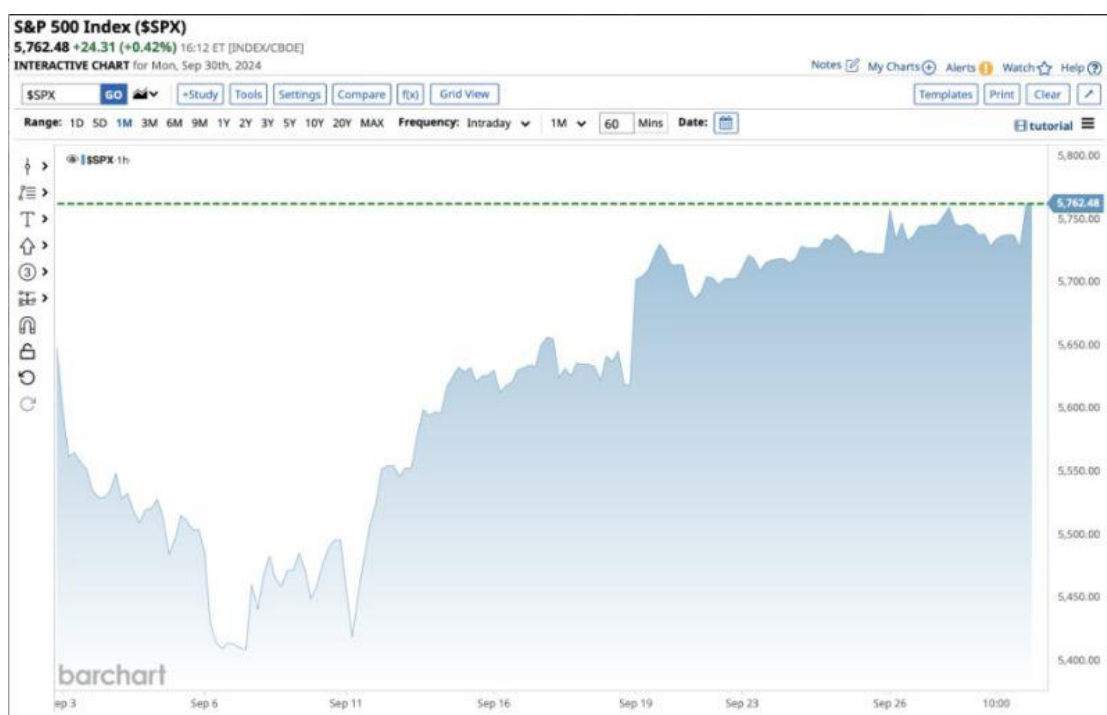 S&P 500 Index ($SPX)
5,762.48 +24.31 (+0.42%) 16:12 ET [INDEX/CBOE]
INTERACTIVE CHART for Mon, Sep 30th, 2024
Notes My Charts Alerts Watch Help
$SPX GO +Study Tools Settings Compare f(x) Grid View Templates Print Clear
Range: 1D 5D 1M 3M 6M 9M 1Y 2Y 3Y 5Y 10Y 20Y MAX Frequency: Intraday 1M 60 Mins Date: tutorial
$SPX 1h
5,800.00
5,762.48
5,750.00
5,700.00
5,650.00
5,600.00
5,550.00
5,500.00
5,450.00
5,400.00
T
3
barchart
ep 3 Sep 6 Sep 11 Sep 16 Sep 19 Sep 23 Sep 26 10:00